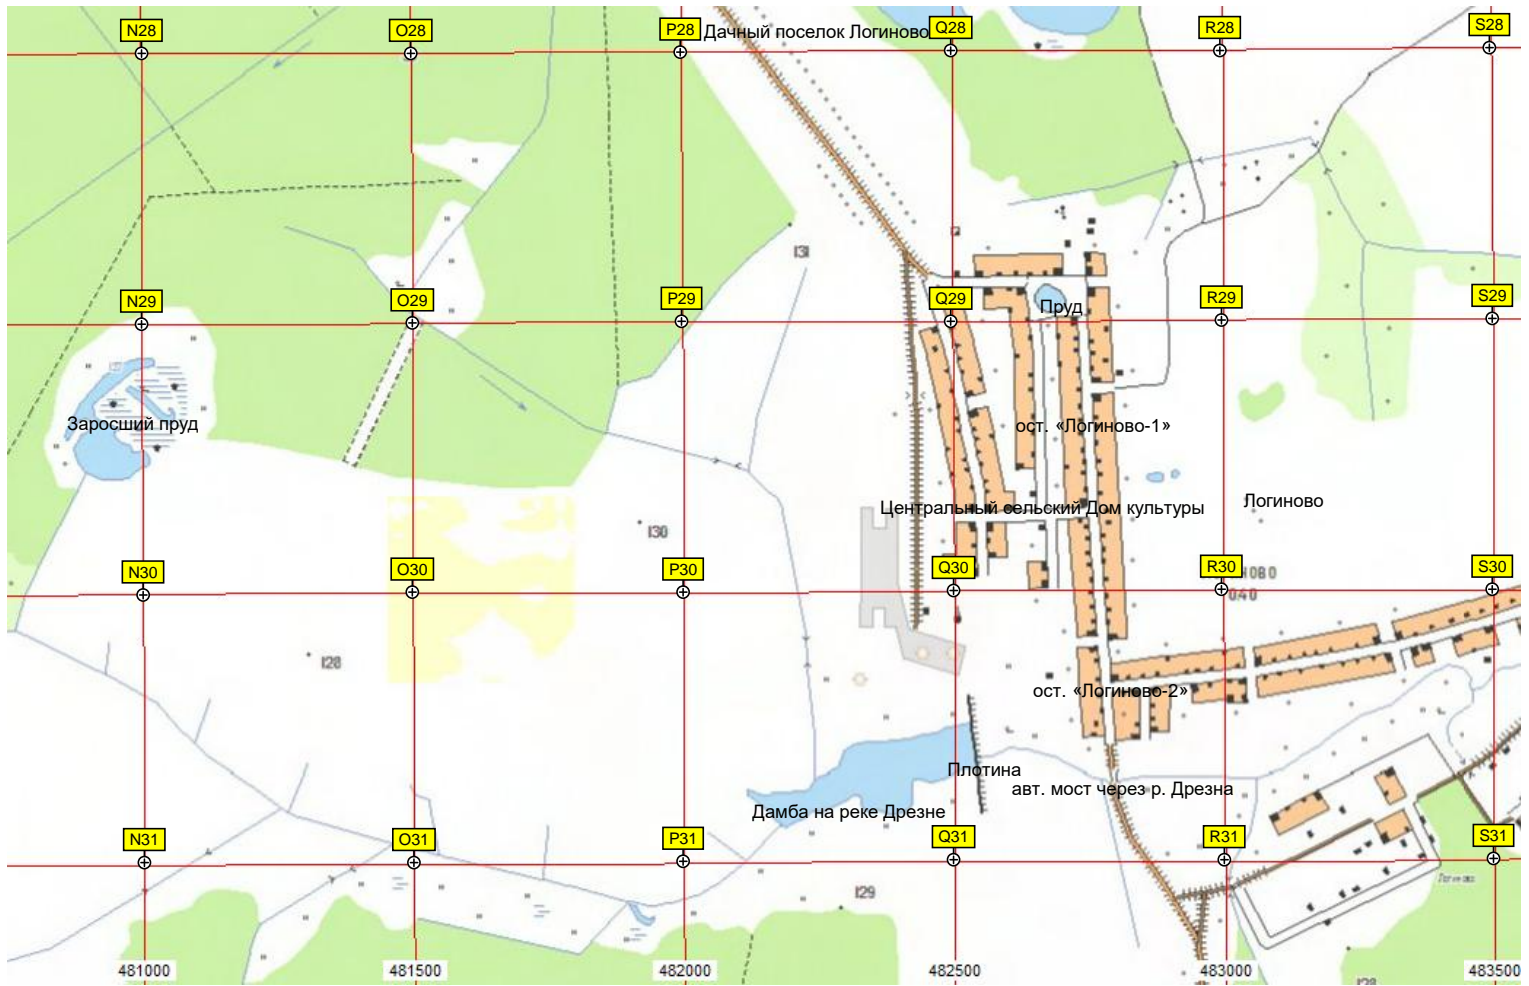 N28
O28
P28
Дачный поселок Логиново
Q28
R28
S28
131
N29
O29
P29
Q29
Пруд
R29
S29
Заросший пруд
ост. «Логиново-1»
Центральный сельский Дом культуры
Логиново
130
N30
O30
P30
Q30
R30
S30
040
128
ост. «Логиново-2»
Плотина
авт. мост через р. Дрезна
Дамба на реке Дрезне
N31
O31
P31
Q31
R31
S31
Логиново
129
481000
481500
482000
482500
483000
483500